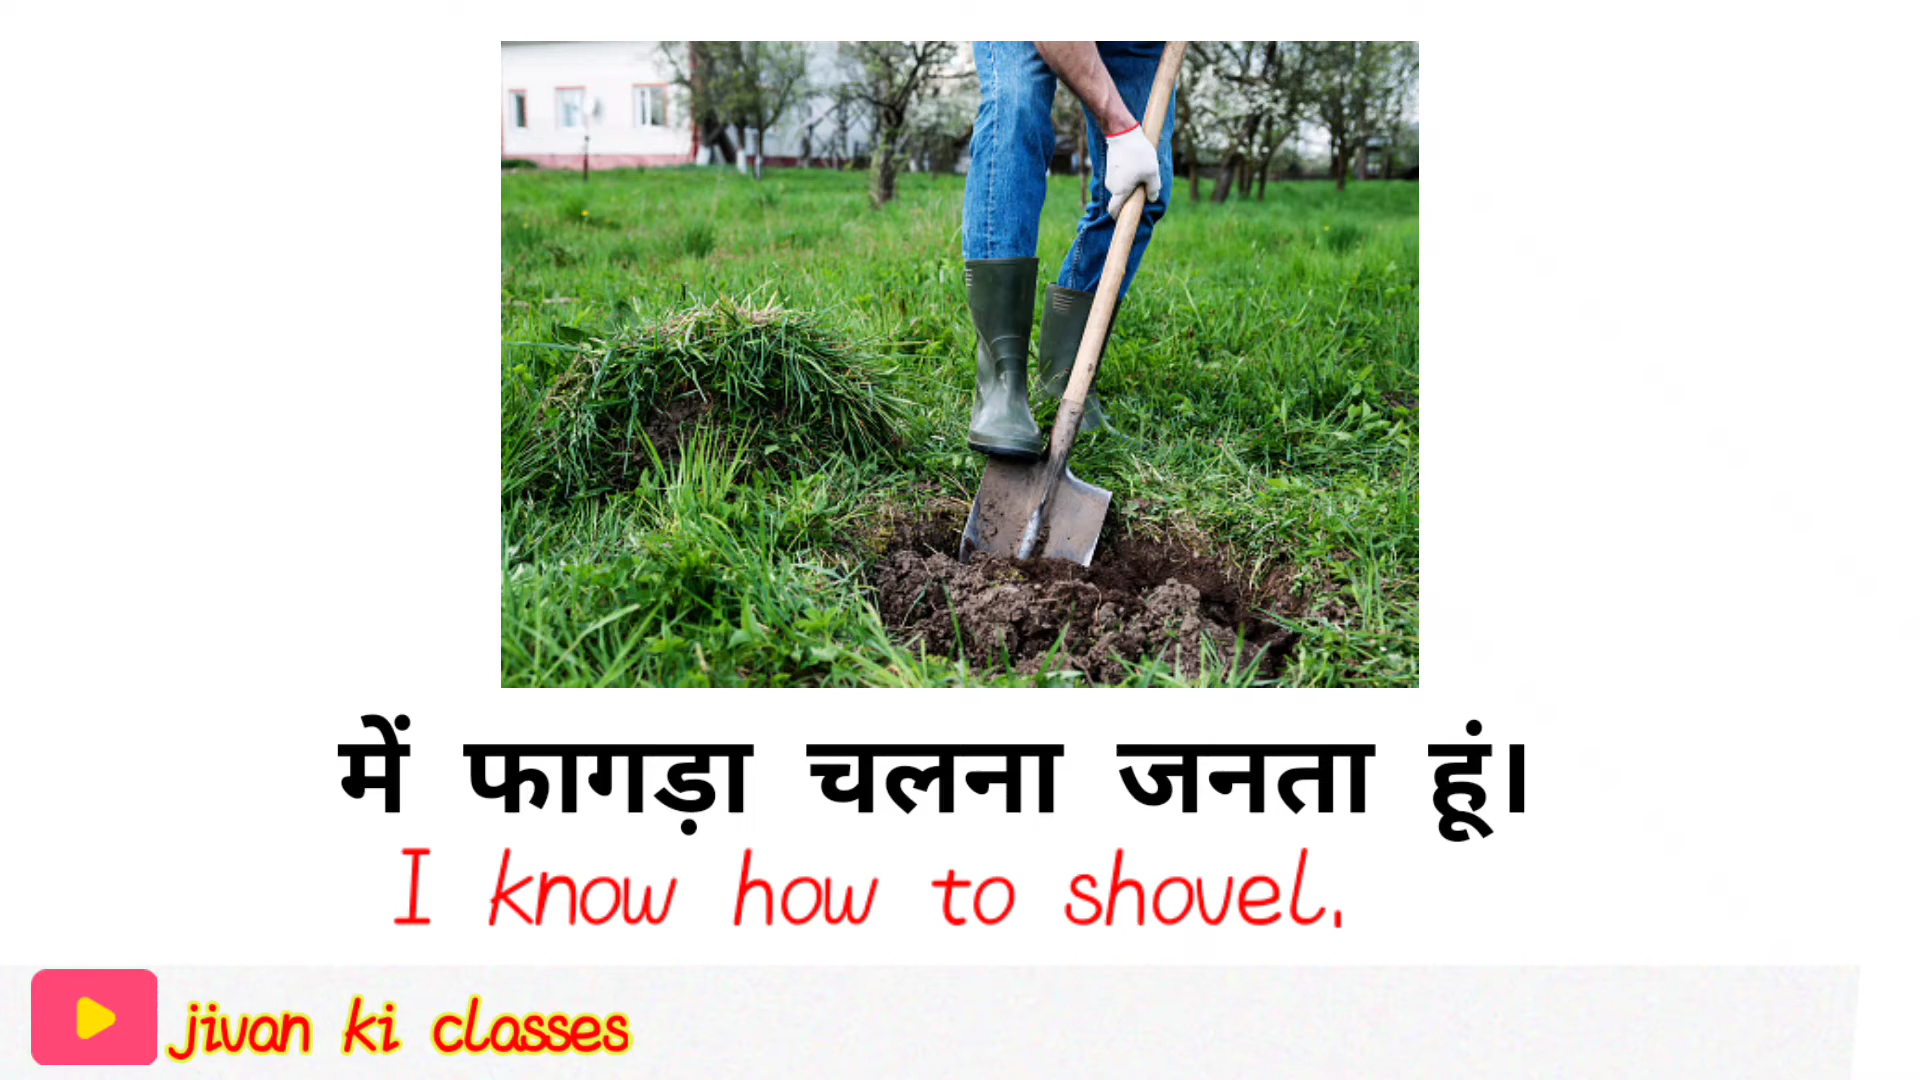 में फागड़ा चलना जनता हूं।
I know how to shovel.
jivan ki classes